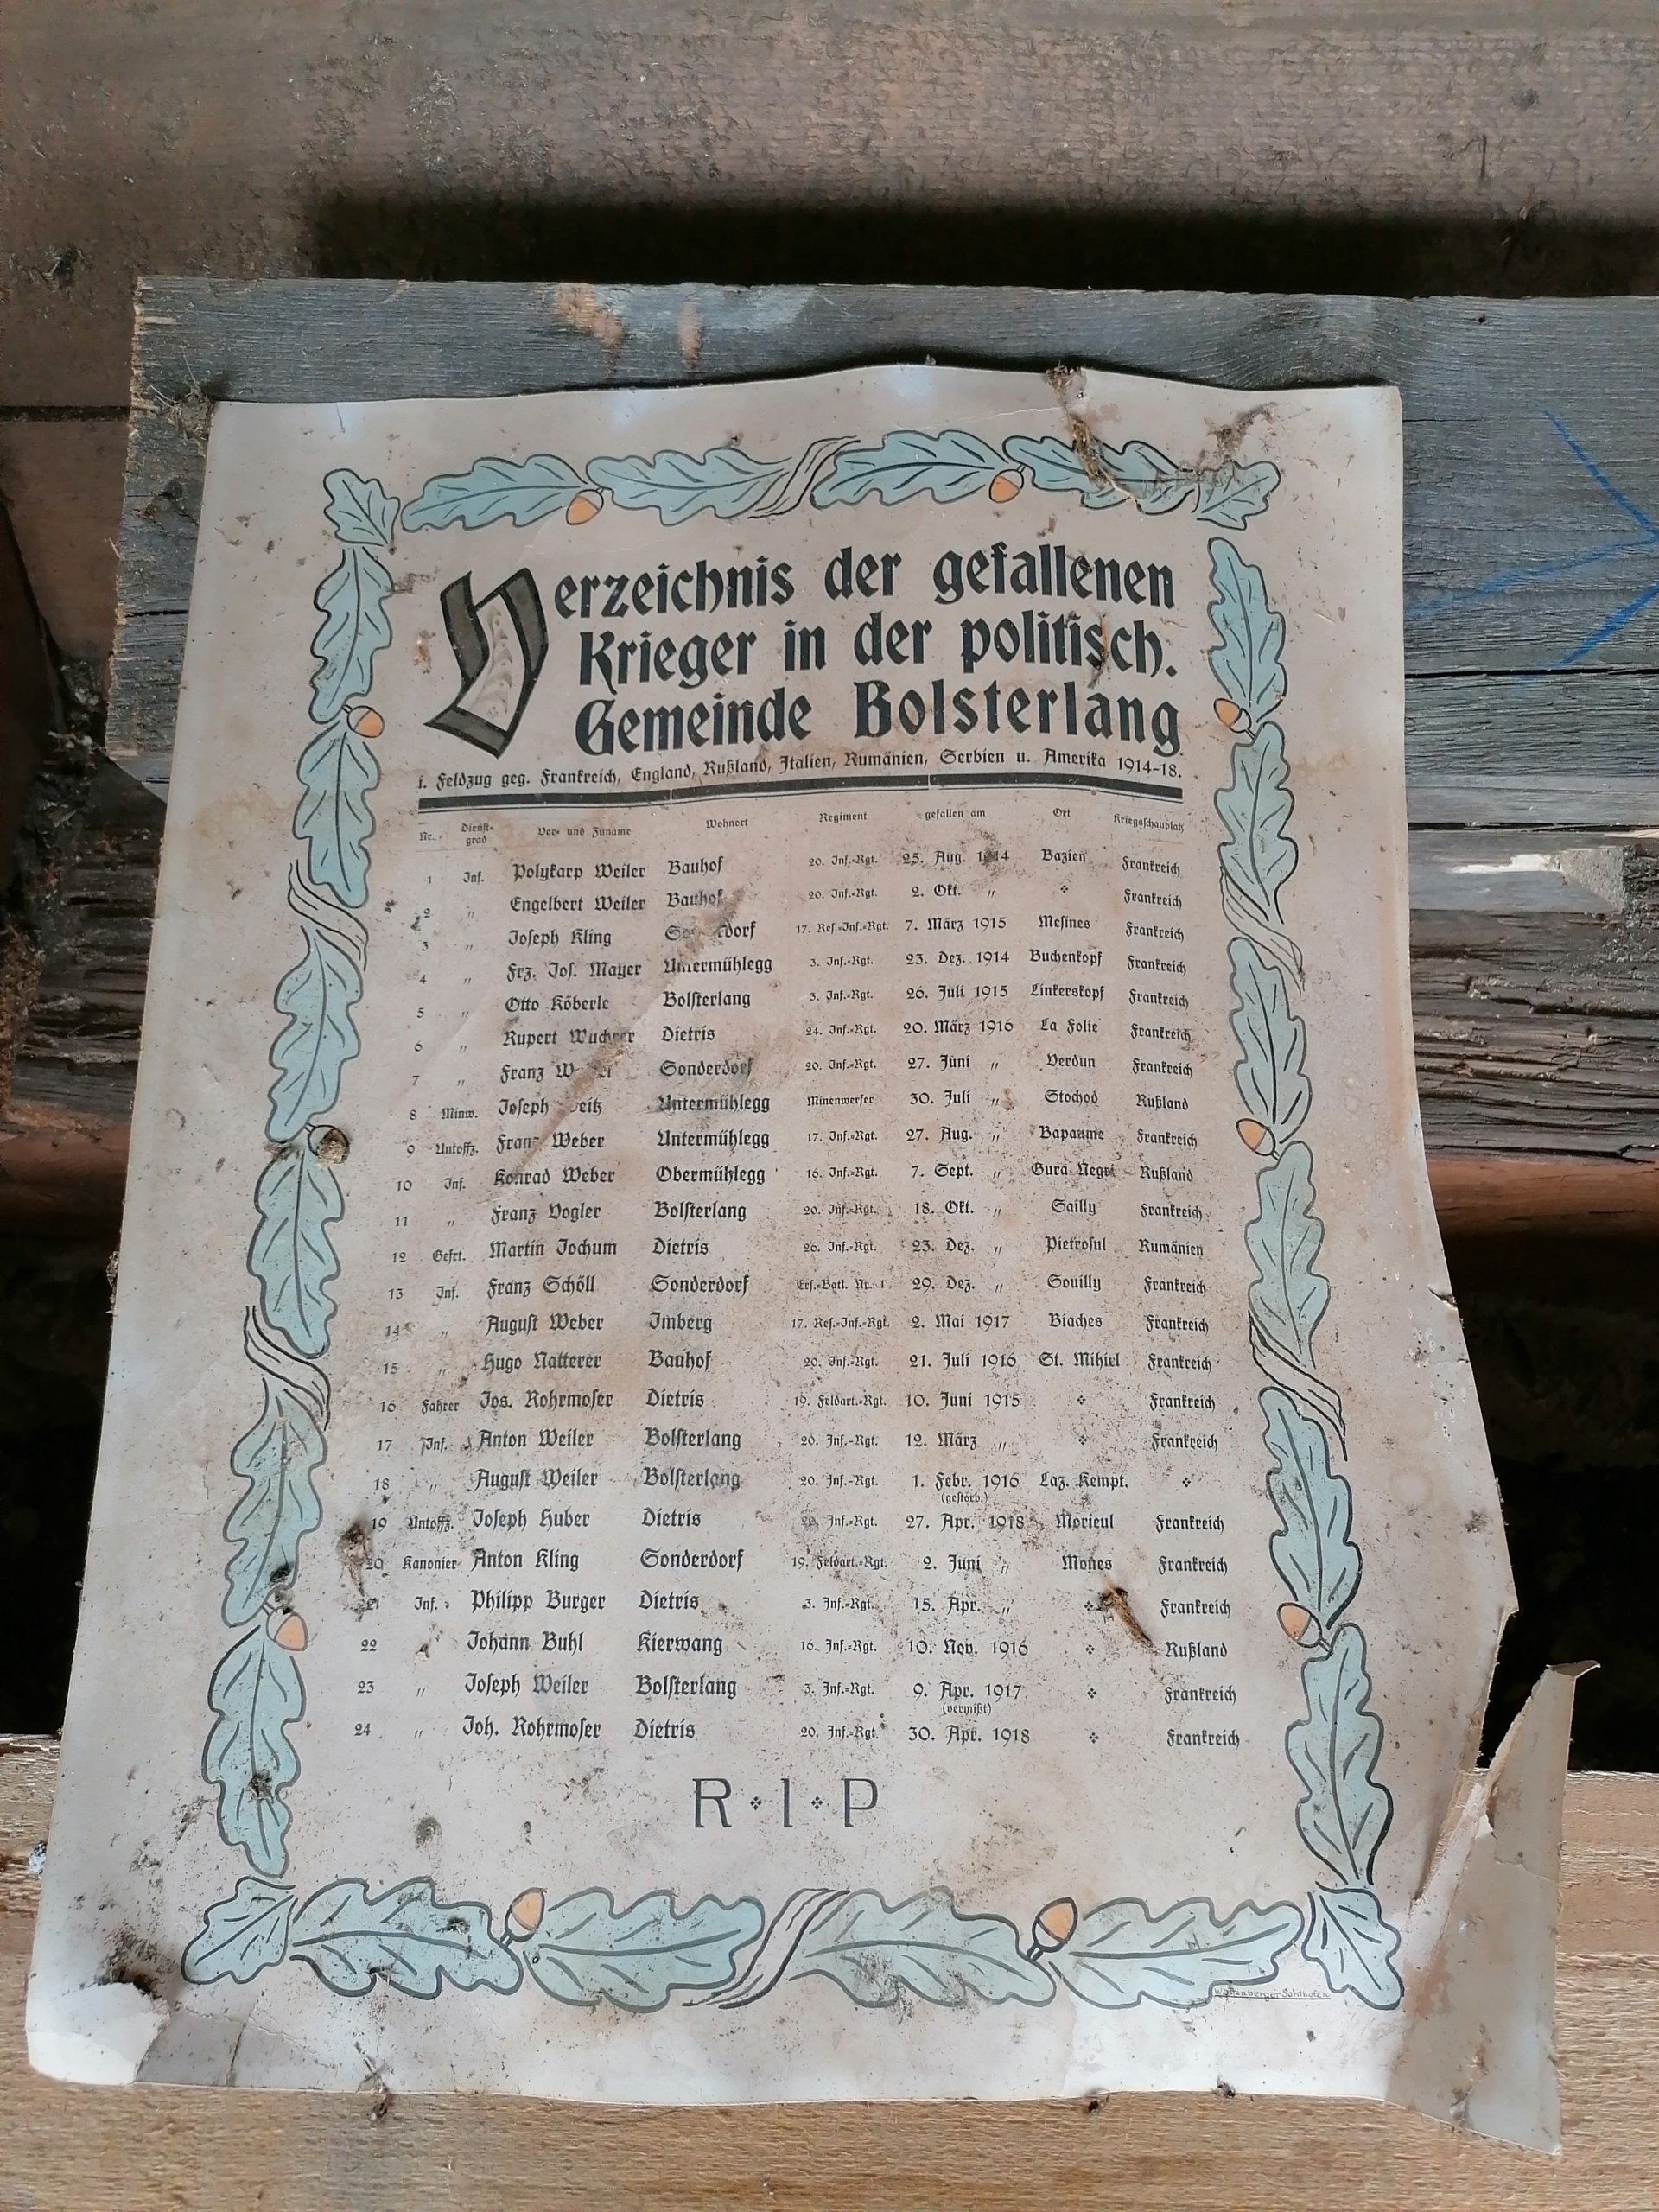 Verzeichnis der gefallenen
Krieger in der politisch.
Gemeinde Bolsterlang
i. Feldzug geg. Frankreich, England, Rußland, Italien, Rumänien, Serbien u. Amerika 1914-18.
Nr. Dienst-grad Vor- und Zuname Wohnort Regiment gefallen am Ort Kriegsschauplatz
1 Inf. Polykarp Weiler Bauhof 20. Inf.-Rgt. 25. Aug. 1914 Bazien Frankreich
2 " Engelbert Weiler Bauhof 20. Inf.-Rgt. 2. Okt. " Frankreich
3 " Joseph Kling 17. Res.-Inf.-Rgt. 7. März 1915 Mesines Frankreich
4 " Frz. Jos. Mayer Untermühlegg 3. Inf.-Rgt. 23. Dez. 1914 Buchenkopf Frankreich
5 " Otto Köberle Bolsterlang 3. Inf.-Rgt. 26. Juli 1915 Linkerskopf Frankreich
6 " Rupert Dietris 24. Inf.-Rgt. 20. März 1916 La Folie Frankreich
7 " Franz Sonderdorf 20. Inf.-Rgt. 27. Juni " Verdun Frankreich
8 Minw. Joseph Untermühlegg Minenwerfer 30. Juli " Stochod Rußland
9 Untoffz. Franz Weber Untermühlegg 17. Inf.-Rgt. 27. Aug. " Bapaume Frankreich
10 Inf. Konrad Weber Obermühlegg 16. Inf.-Rgt. 7. Sept. " Gura Negri Rußland
11 " Franz Vogler Bolsterlang 20. Inf.-Rgt. 18. Okt. " Sailly Frankreich
12 Gefrt. Martin Jochum Dietris 26. Inf.-Rgt. 23. Dez. " Pietrosul Rumänien
13 Inf. Franz Schöll Sonderdorf Ers.-Batl. Nr. 1 29. Dez. " Souilly Frankreich
14 " August Weber Imberg 17. Res.-Inf.-Rgt. 2. Mai 1917 Biaches Frankreich
15 " Hugo Natterer Bauhof 20. Inf.-Rgt. 21. Juli 1916 St. Mihiel Frankreich
16 Fahrer Jos. Rohrmoser Dietris 19. Feldart.-Rgt. 10. Juni 1915 Frankreich
17 Inf. Anton Weiler Bolsterlang 20. Inf.-Rgt. 12. März " Frankreich
18 " August Weiler Bolsterlang 20. Inf.-Rgt. 1. Febr. 1916 Laz. Kempt.
(gestorb.)
19 Untoffz. Joseph Huber Dietris Inf.-Rgt. 27. Apr. 1918 Morieul Frankreich
20 Kanonier Anton Kling Sonderdorf 19. Feldart.-Rgt. 2. Juni " Mones Frankreich
21 Inf. Philipp Burger Dietris 3. Inf.-Rgt. 15. Apr. " Frankreich
22 " Johann Buhl Kierwang 16. Inf.-Rgt. 10. Nov. 1916 Rußland
23 " Joseph Weiler Bolsterlang 3. Inf.-Rgt. 9. Apr. 1917 Frankreich
(vermißt)
24 " Joh. Rohrmoser Dietris 20. Inf.-Rgt. 30. Apr. 1918 Frankreich
R·I·P